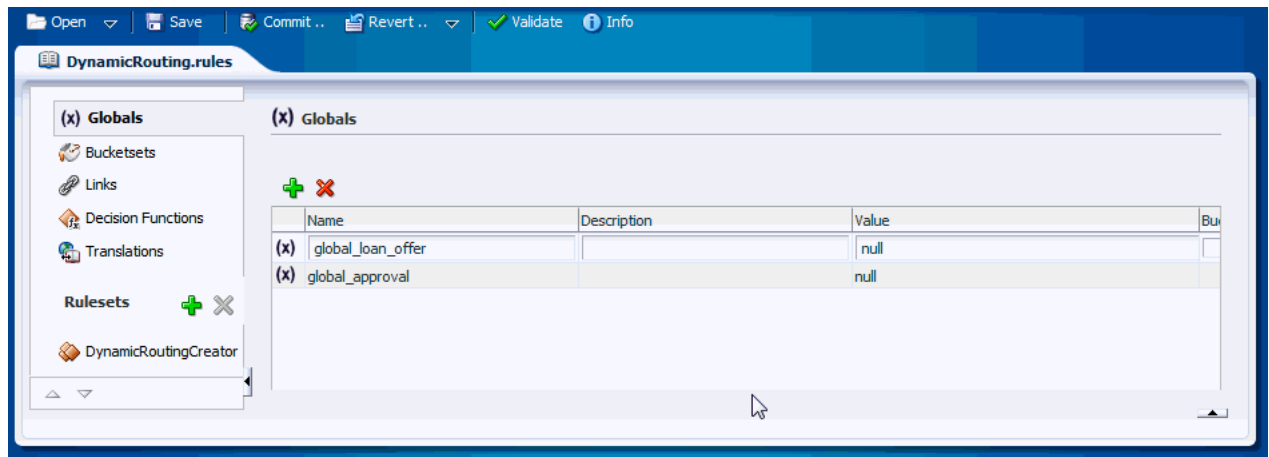 Open Save Commit .. Revert .. Validate Info
DynamicRouting.rules
(x) Globals
Bucketsets
Links
Decision Functions
Translations
Rulesets
DynamicRoutingCreator
(x) Globals
Name Description Value
(x) global_loan_offer null
(x) global_approval null